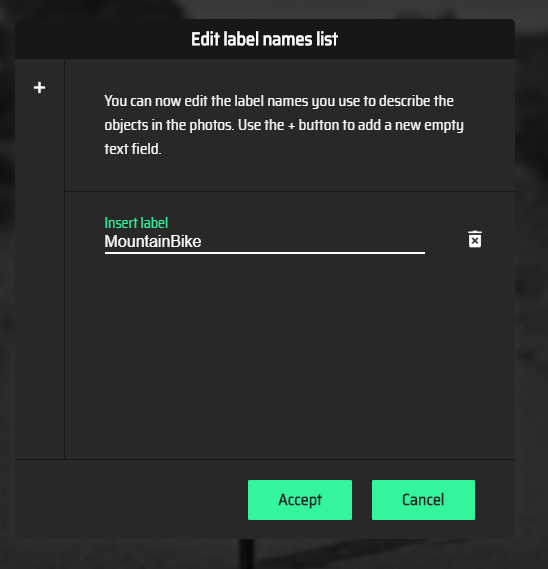 Edit label names list
+
You can now edit the label names you use to describe the
objects in the photos. Use the + button to add a new empty
text field.
Insert label
MountainBike
Accept
Cancel